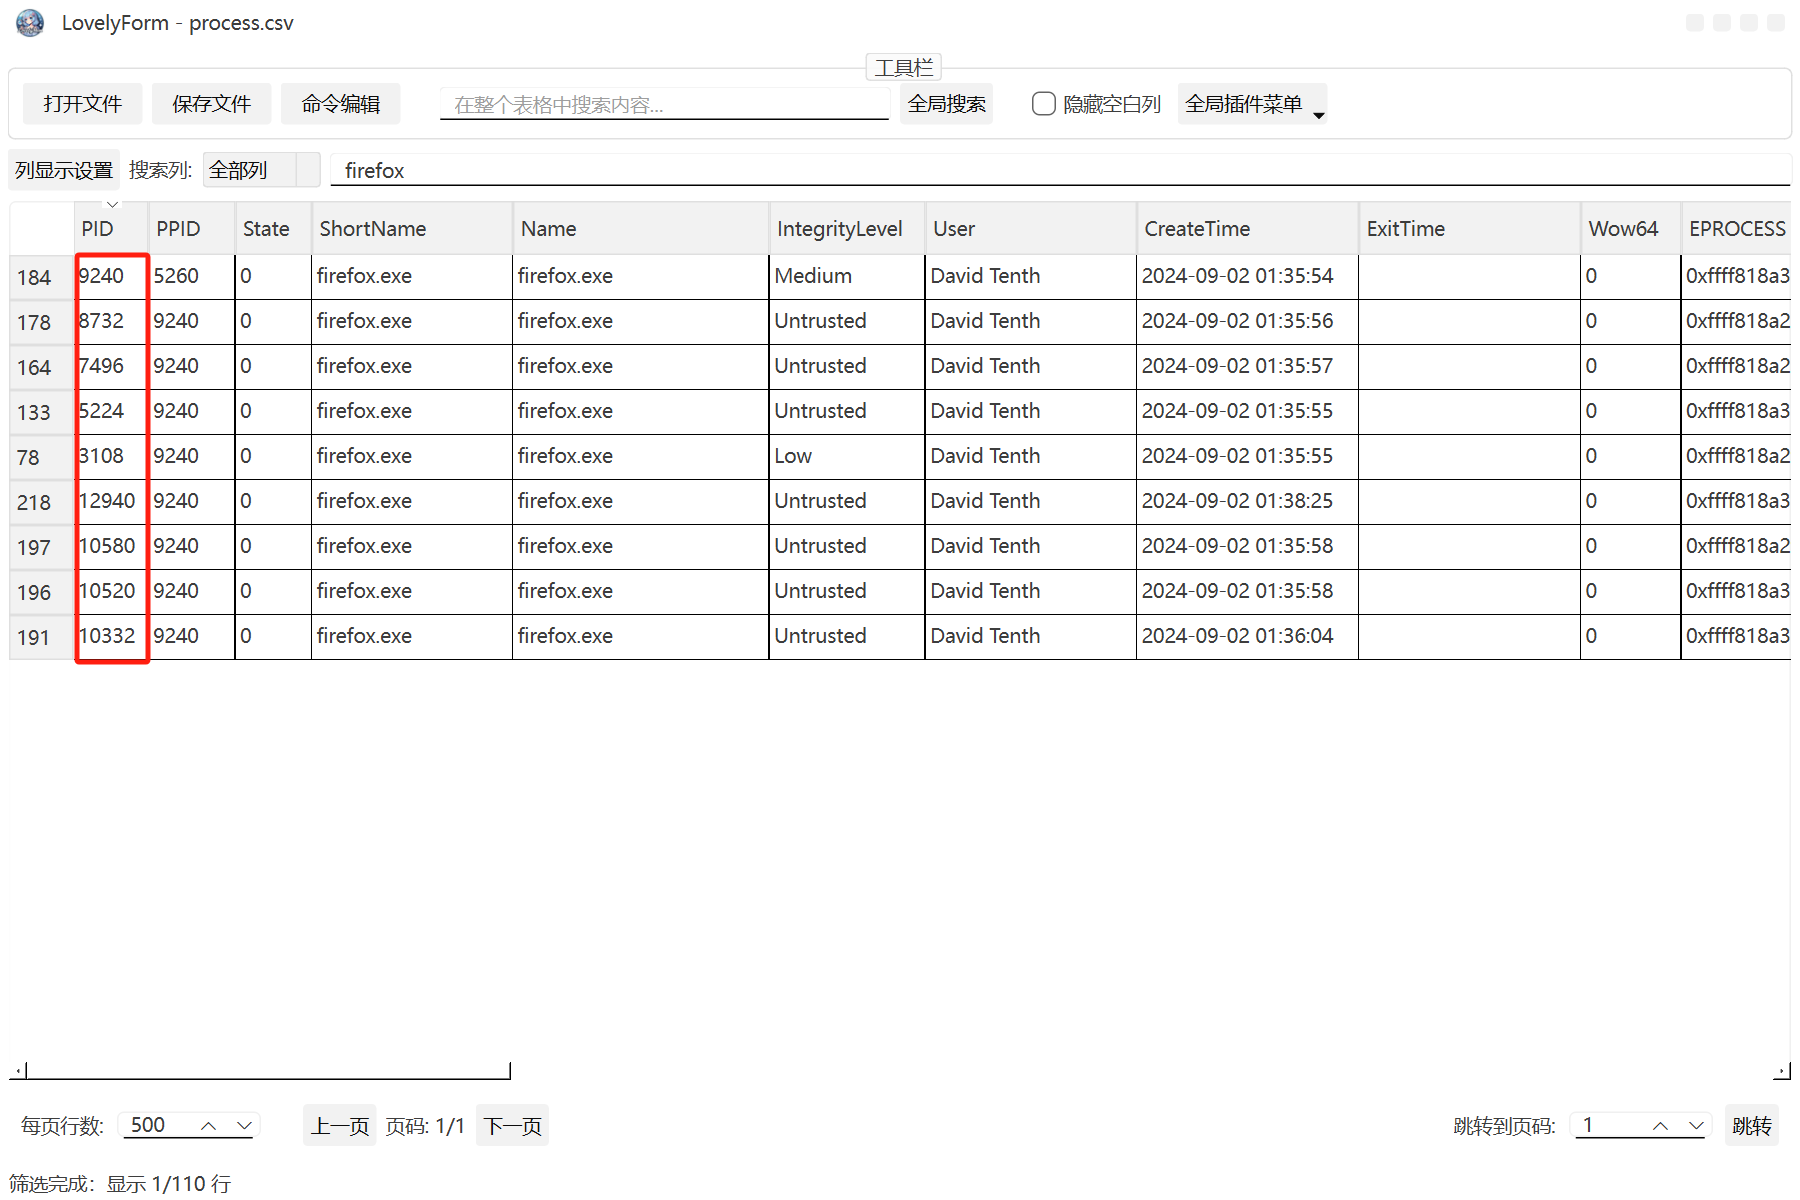 LovelyForm - process.csv
工具栏
打开文件 保存文件 命令编辑 在整个表格中搜索内容... 全局搜索 隐藏空白列 全局插件菜单
列显示设置 搜索列: 全部列 firefox
PID PPID State ShortName Name IntegrityLevel User CreateTime ExitTime Wow64 EPROCESS
184 9240 5260 0 firefox.exe firefox.exe Medium David Tenth 2024-09-02 01:35:54 0 0xffff818a3
178 8732 9240 0 firefox.exe firefox.exe Untrusted David Tenth 2024-09-02 01:35:56 0 0xffff818a2
164 7496 9240 0 firefox.exe firefox.exe Untrusted David Tenth 2024-09-02 01:35:57 0 0xffff818a2
133 5224 9240 0 firefox.exe firefox.exe Untrusted David Tenth 2024-09-02 01:35:55 0 0xffff818a3
78 3108 9240 0 firefox.exe firefox.exe Low David Tenth 2024-09-02 01:35:55 0 0xffff818a2
218 12940 9240 0 firefox.exe firefox.exe Untrusted David Tenth 2024-09-02 01:38:25 0 0xffff818a3
197 10580 9240 0 firefox.exe firefox.exe Untrusted David Tenth 2024-09-02 01:35:58 0 0xffff818a2
196 10520 9240 0 firefox.exe firefox.exe Untrusted David Tenth 2024-09-02 01:35:58 0 0xffff818a3
191 10332 9240 0 firefox.exe firefox.exe Untrusted David Tenth 2024-09-02 01:36:04 0 0xffff818a3
每页行数: 500 上一页 页码: 1/1 下一页 跳转到页码: 1 跳转
筛选完成：显示 1/110 行